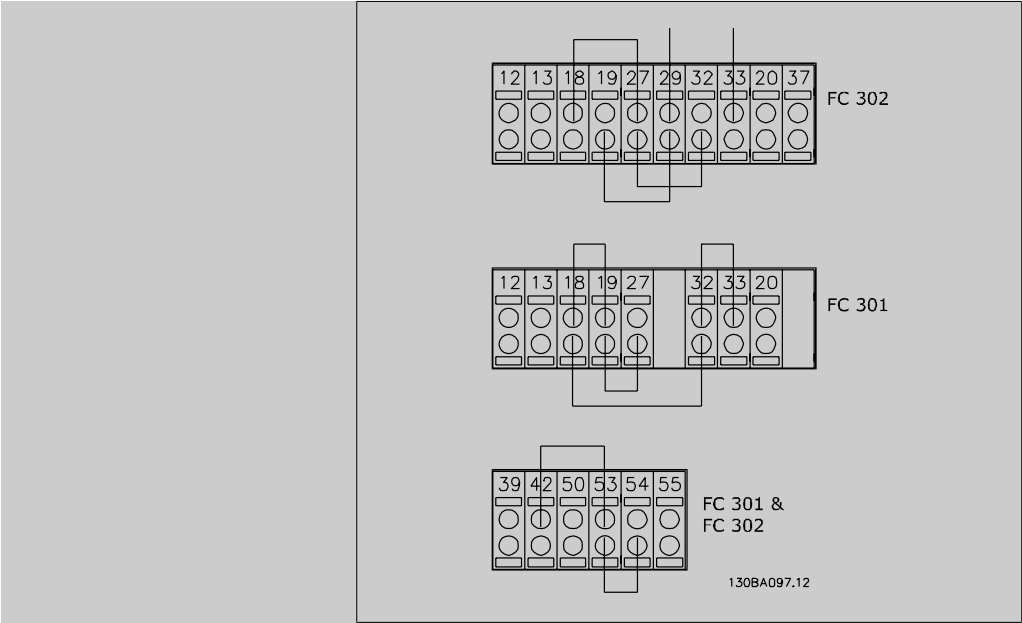 12 13 18 19 27 29 32 33 20 37
FC 302
12 13 18 19 27 32 33 20
FC 301
39 42 50 53 54 55
FC 301 &
FC 302
130BA097.12